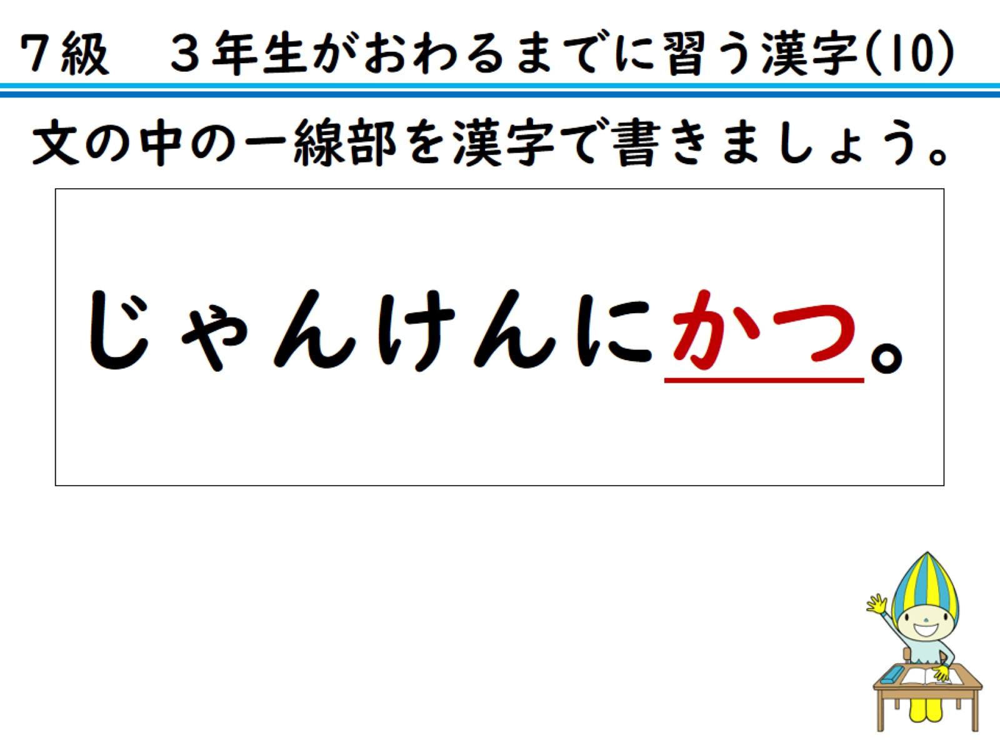 ７級　３年生がおわるまでに習う漢字(10)
文の中の一線部を漢字で書きましょう。
じゃんけんにかつ。